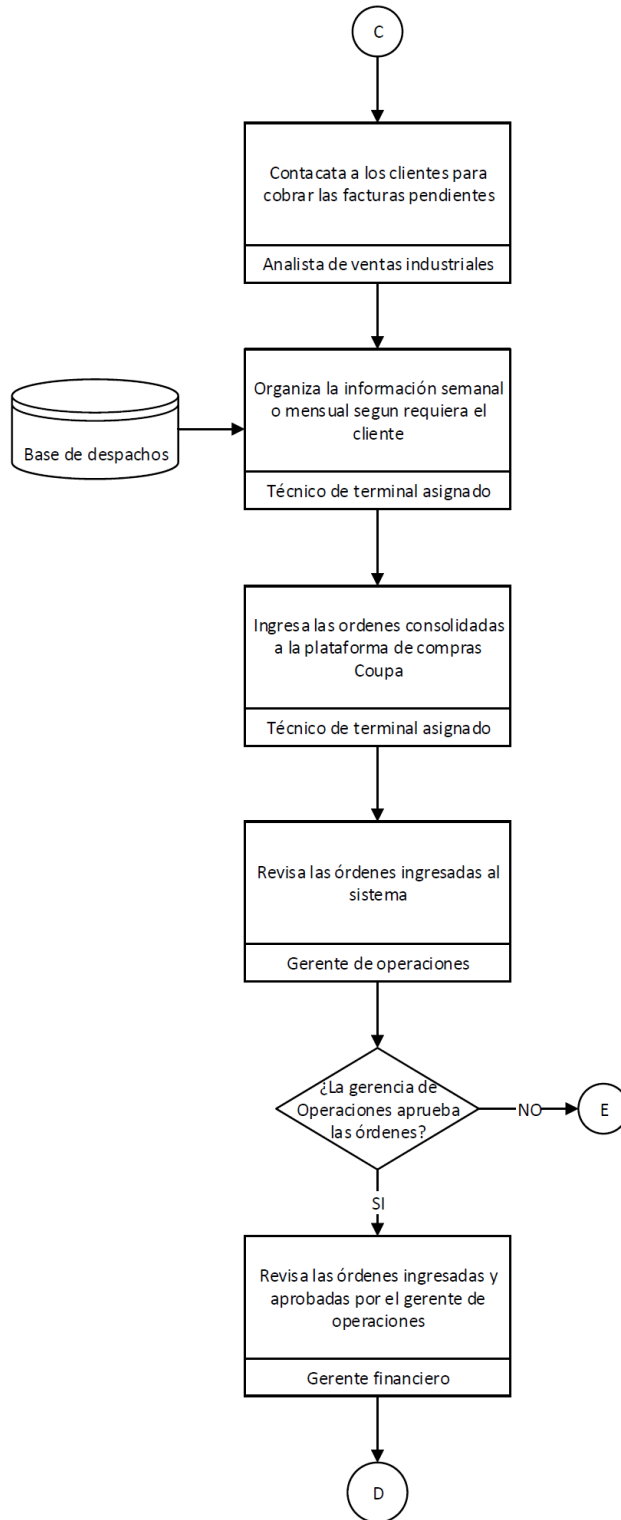 C
Contacata a los clientes para
cobrar las facturas pendientes
Analista de ventas industriales
Organiza la información semanal
o mensual segun requiera el
cliente
Base de despachos
Técnico de terminal asignado
Ingresa las ordenes consolidadas
a la plataforma de compras
Coupa
Técnico de terminal asignado
Revisa las órdenes ingresadas al
sistema
Gerente de operaciones
¿La gerencia de
Operaciones aprueba
las órdenes?
NO
E
SI
Revisa las órdenes ingresadas y
aprobadas por el gerente de
operaciones
Gerente financiero
D